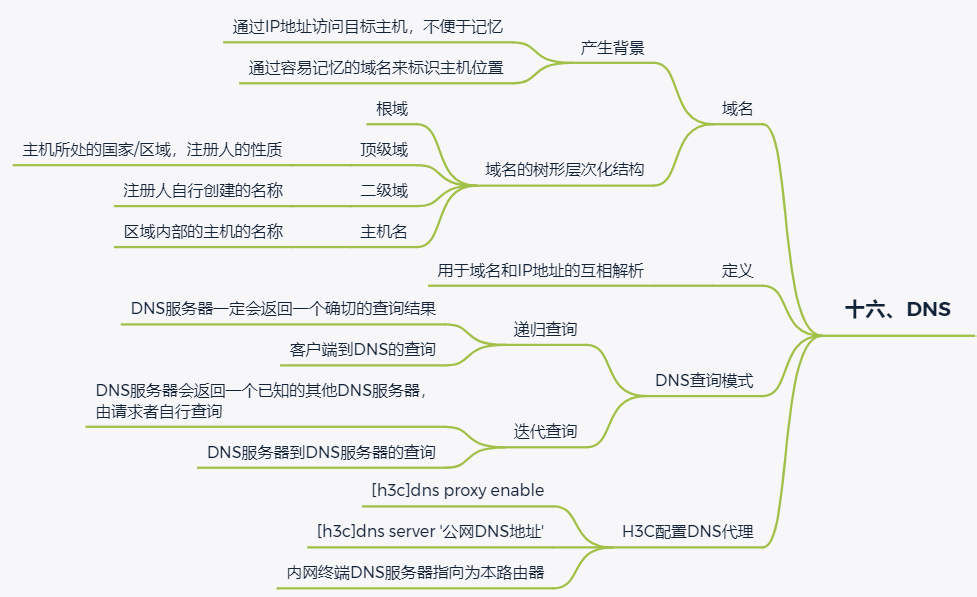 十六、DNS
域名
产生背景
通过IP地址访问目标主机，不便于记忆
通过容易记忆的域名来标识主机位置
域名的树形层次化结构
根域
顶级域
主机所处的国家/区域，注册人的性质
二级域
注册人自行创建的名称
主机名
区域内部的主机的名称
定义
用于域名和IP地址的互相解析
DNS查询模式
递归查询
DNS服务器一定会返回一个确切的查询结果
客户端到DNS的查询
迭代查询
DNS服务器会返回一个已知的其他DNS服务器，
由请求者自行查询
DNS服务器到DNS服务器的查询
H3C配置DNS代理
[h3c]dns proxy enable
[h3c]dns server '公网DNS地址'
内网终端DNS服务器指向为本路由器